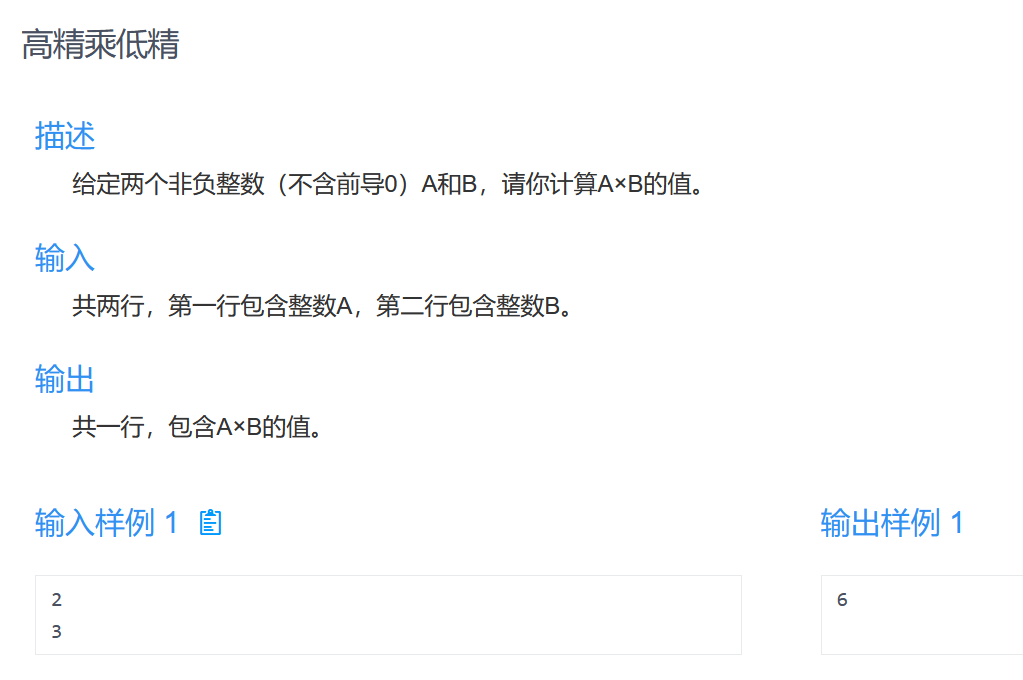 高精乘低精
描述
给定两个非负整数（不含前导0）A和B，请你计算A×B的值。
输入
共两行，第一行包含整数A，第二行包含整数B。
输出
共一行，包含A×B的值。
输入样例 1
2
3
输出样例 1
6